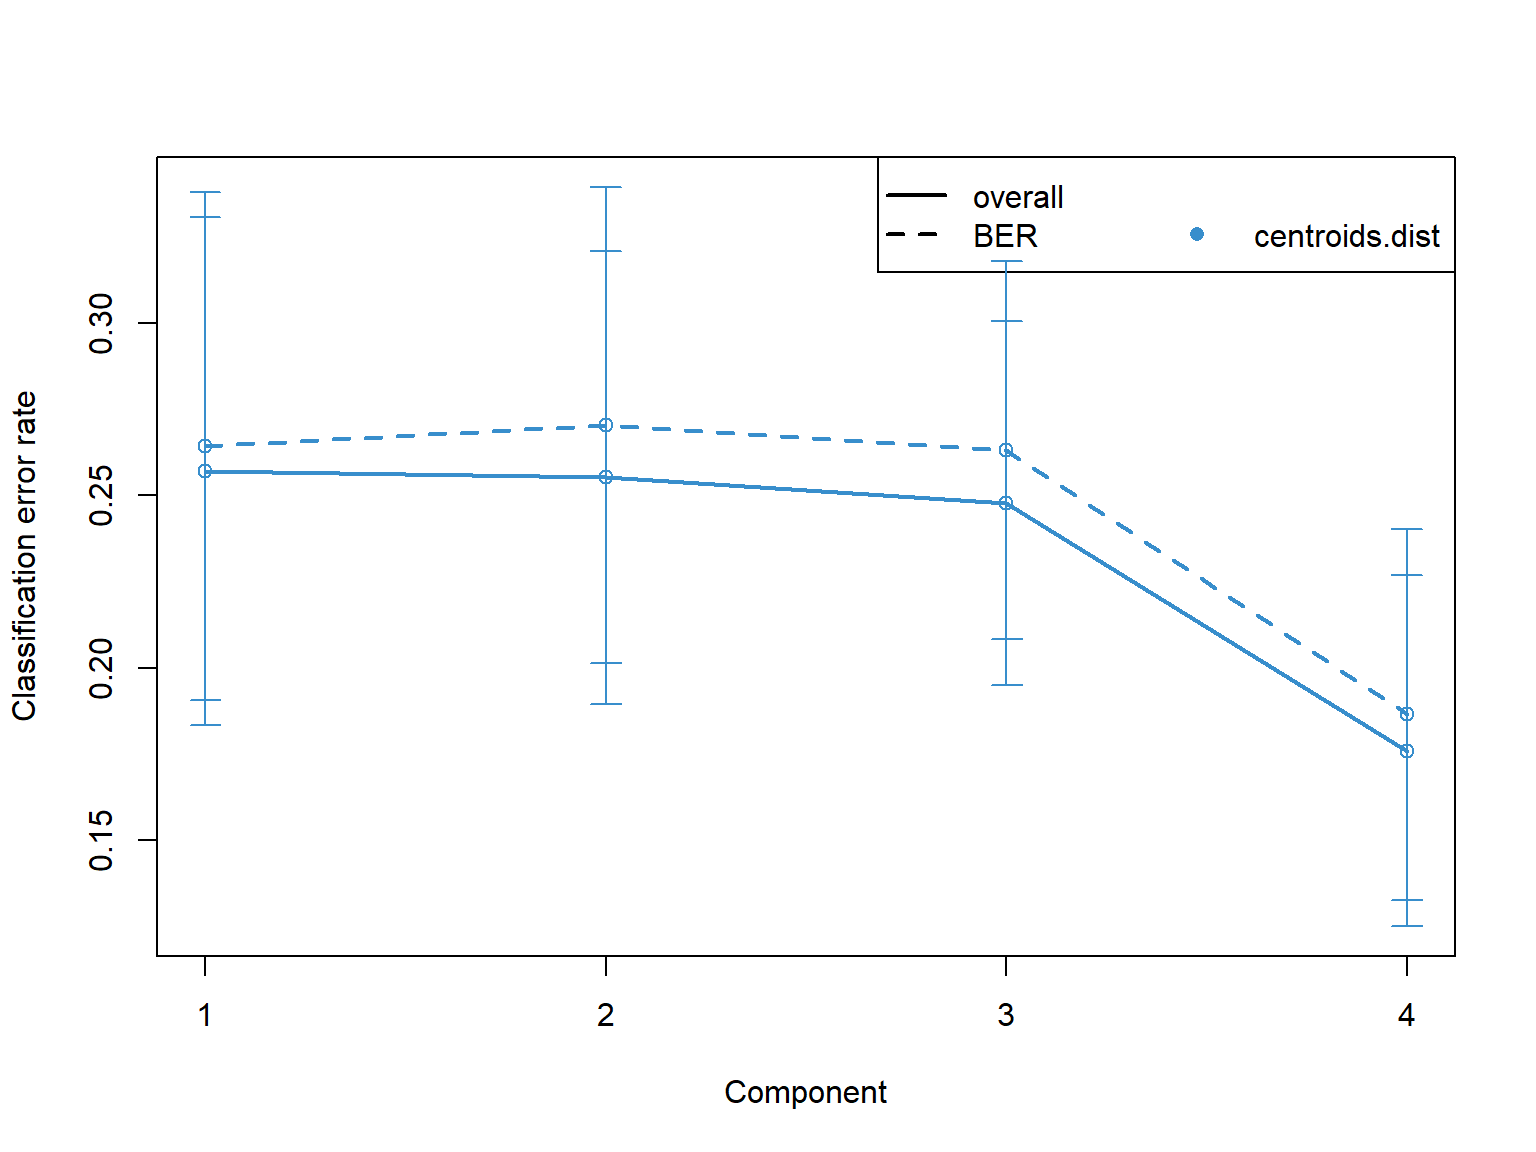 overall
BER
centroids.dist
Classification error rate
0.30
0.25
0.20
0.15
1
2
3
4
Component